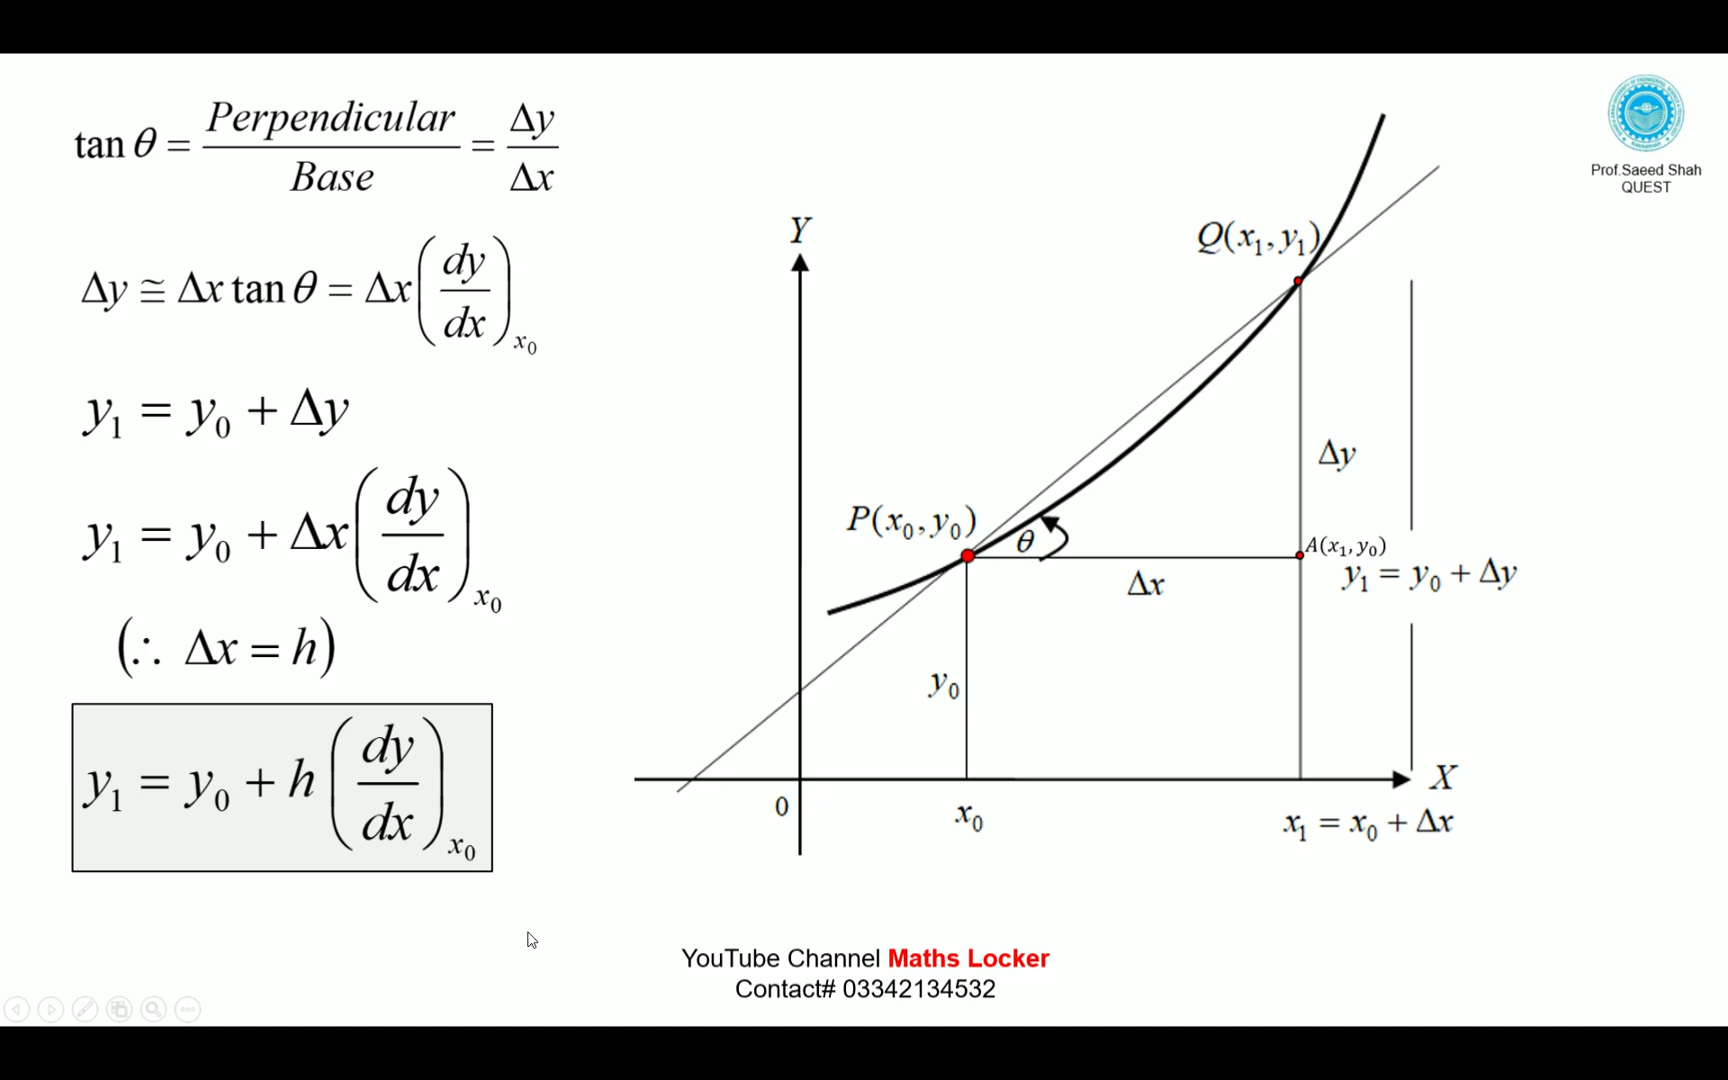 tan θ = Perpendicular / Base = Δy / Δx
Δy ≅ Δx tan θ = Δx (dy/dx)x₀
y₁ = y₀ + Δy
y₁ = y₀ + Δx (dy/dx)x₀
(∴ Δx = h)
y₁ = y₀ + h (dy/dx)x₀
Y
Q(x₁, y₁)
Δy
P(x₀, y₀)
θ
A(x₁, y₀)
Δx
y₁ = y₀ + Δy
y₀
X
0
x₀
x₁ = x₀ + Δx
Prof.Saeed Shah
QUEST
YouTube Channel Maths Locker
Contact# 03342134532